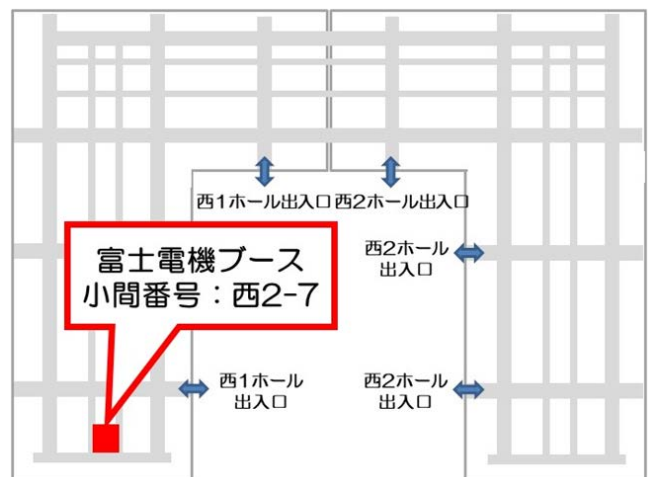 西1ホール出入口 西2ホール出入口
富士電機ブース
小間番号：西2-7
西2ホール
出入口
西1ホール
出入口
西2ホール
出入口